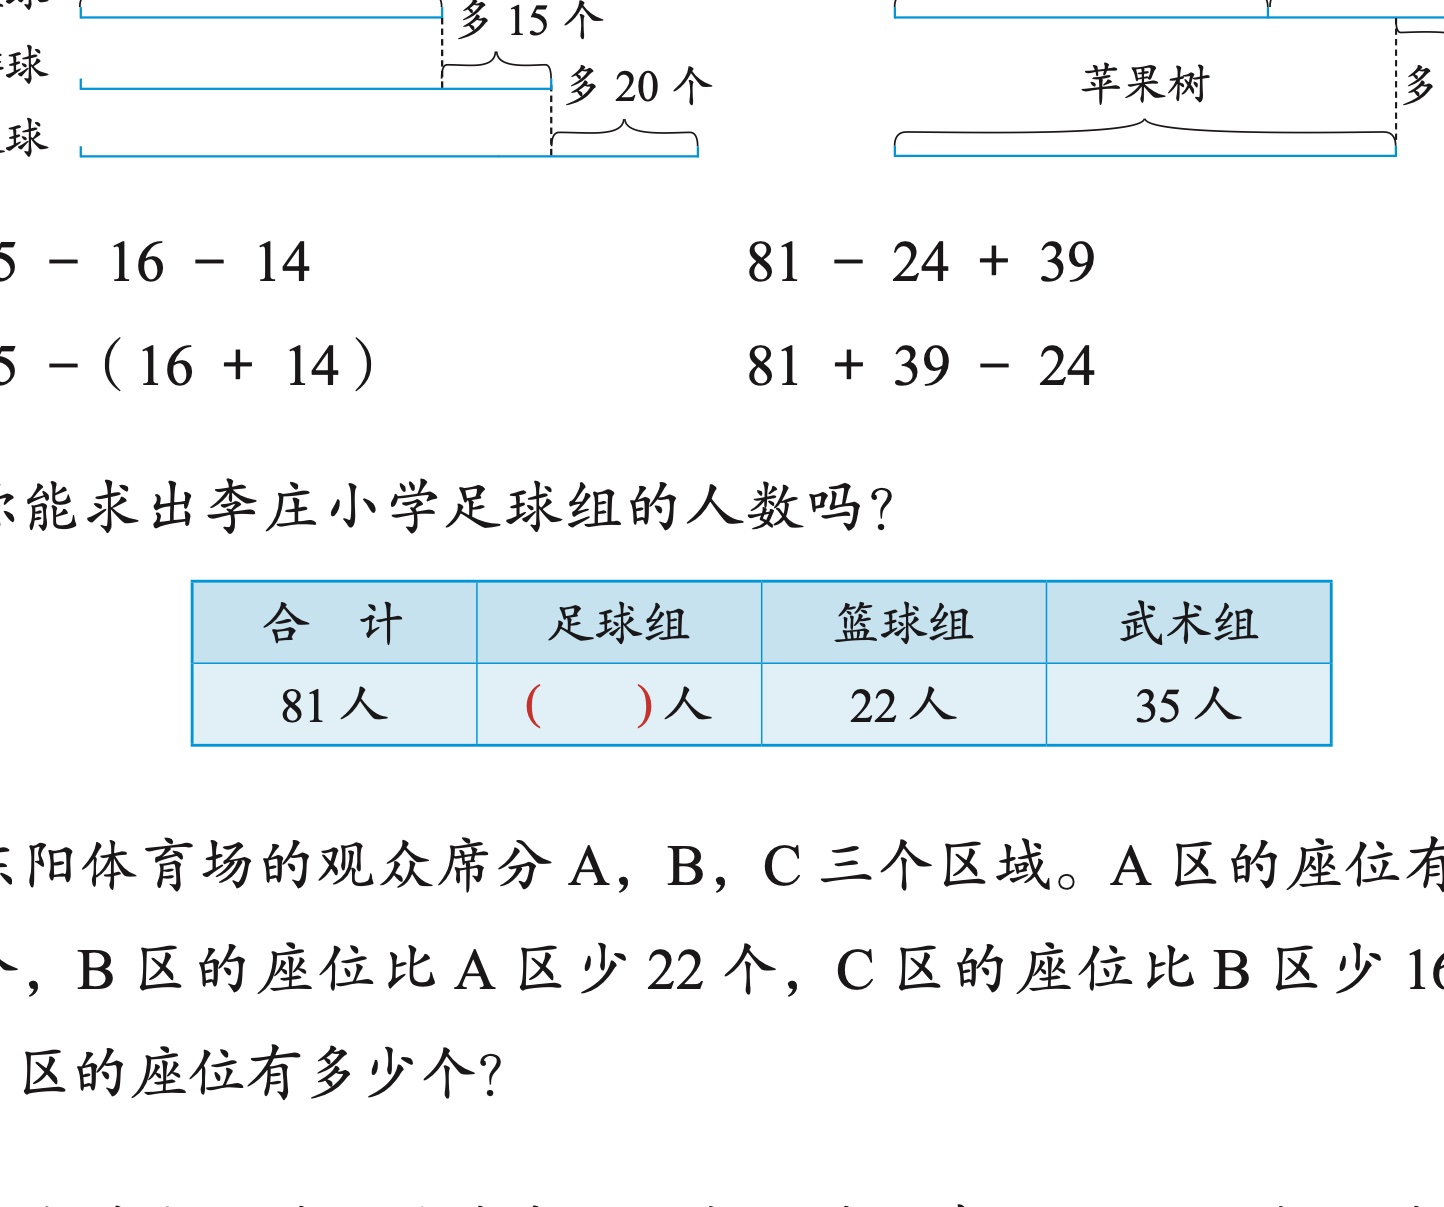 多 15 个
球
多 20 个
球
苹果树
多
5 - 16 - 14
81 - 24 + 39
5 -（16 + 14）
81 + 39 - 24
能求出李庄小学足球组的人数吗？
合 计 足球组 篮球组 武术组
81 人 ( )人 22 人 35 人
阳体育场的观众席分 A，B，C 三个区域。A 区的座位有
个，B 区的座位比 A 区少 22 个，C 区的座位比 B 区少 16
区的座位有多少个？